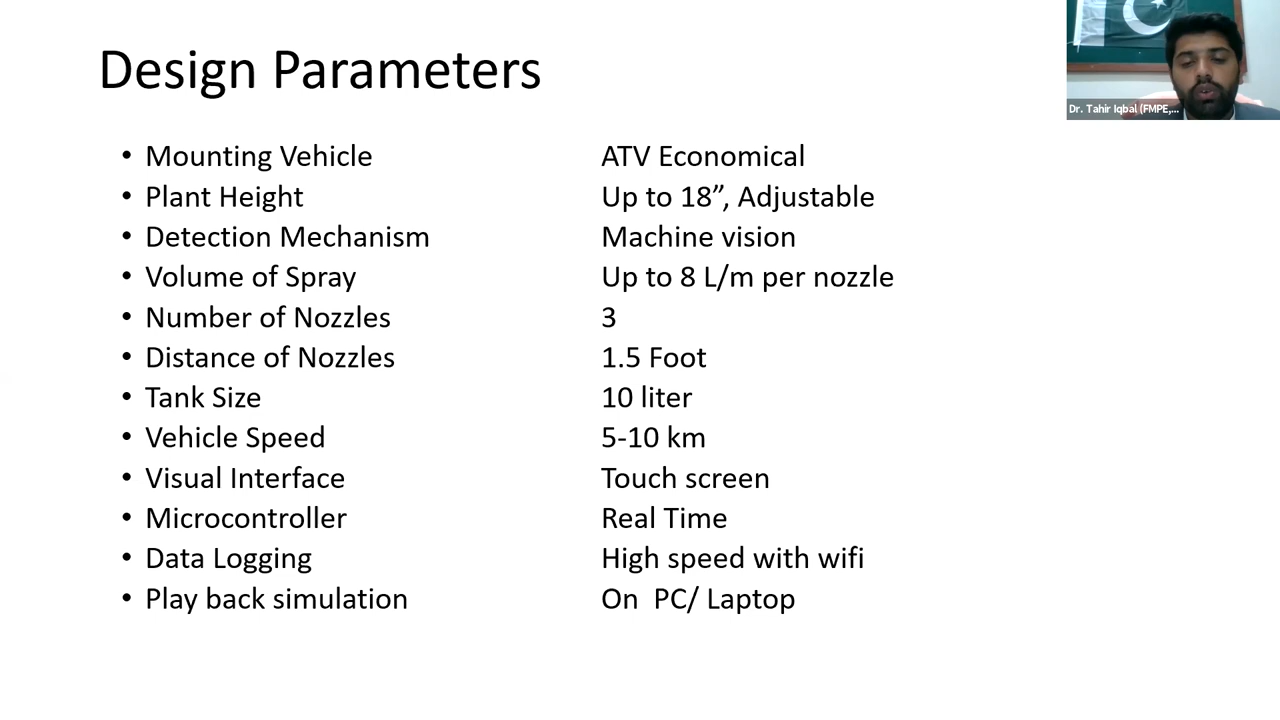 Design Parameters
Dr. Tahir Iqbal (FMPE,...
• Mounting Vehicle ATV Economical
• Plant Height Up to 18”, Adjustable
• Detection Mechanism Machine vision
• Volume of Spray Up to 8 L/m per nozzle
• Number of Nozzles 3
• Distance of Nozzles 1.5 Foot
• Tank Size 10 liter
• Vehicle Speed 5-10 km
• Visual Interface Touch screen
• Microcontroller Real Time
• Data Logging High speed with wifi
• Play back simulation On PC/ Laptop